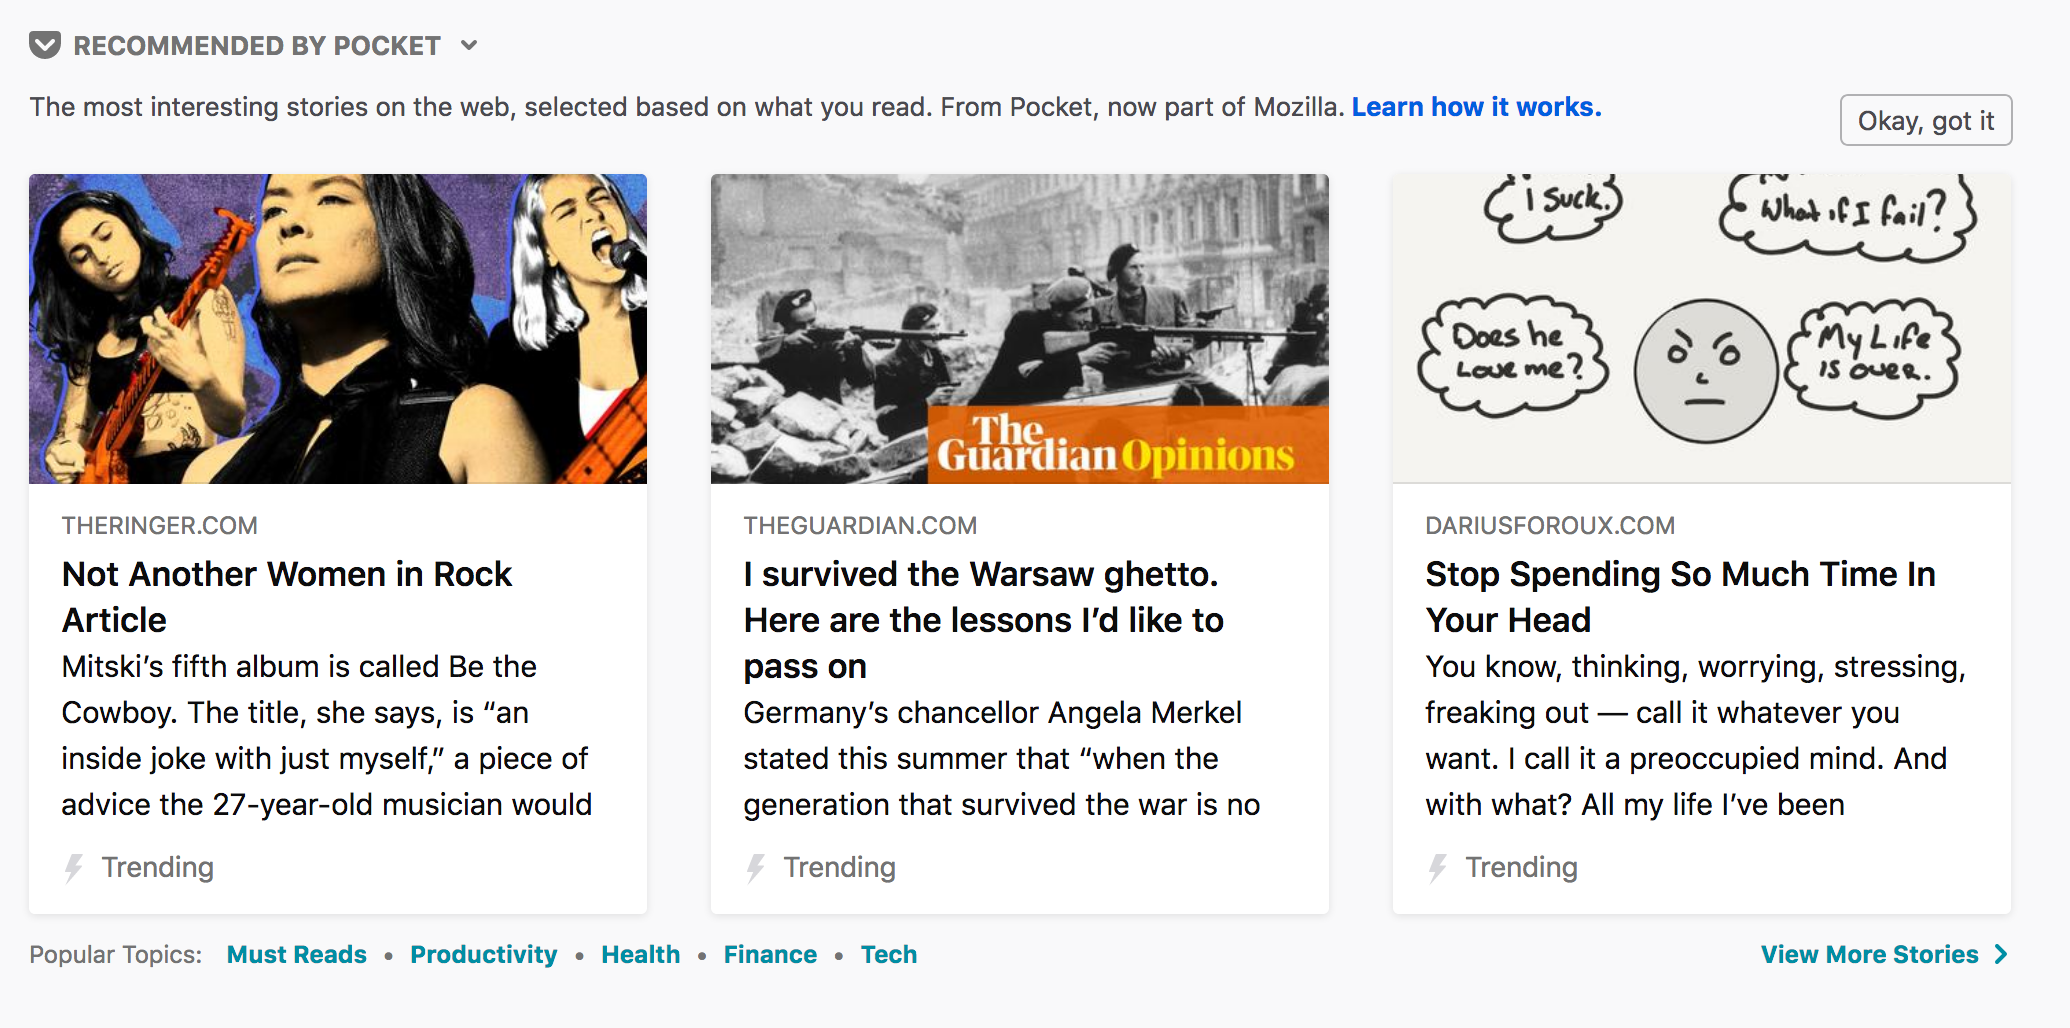 RECOMMENDED BY POCKET
The most interesting stories on the web, selected based on what you read. From Pocket, now part of Mozilla. Learn how it works.
Okay, got it
I suck.
What if I fail?
Does he
Love me?
My Life
is over.
The
Guardian Opinions
THERINGER.COM
Not Another Women in Rock
Article
Mitski’s fifth album is called Be the
Cowboy. The title, she says, is “an
inside joke with just myself,” a piece of
advice the 27-year-old musician would
Trending
THEGUARDIAN.COM
I survived the Warsaw ghetto.
Here are the lessons I’d like to
pass on
Germany’s chancellor Angela Merkel
stated this summer that “when the
generation that survived the war is no
Trending
DARIUSFOROUX.COM
Stop Spending So Much Time In
Your Head
You know, thinking, worrying, stressing,
freaking out — call it whatever you
want. I call it a preoccupied mind. And
with what? All my life I’ve been
Trending
Popular Topics: Must Reads • Productivity • Health • Finance • Tech
View More Stories